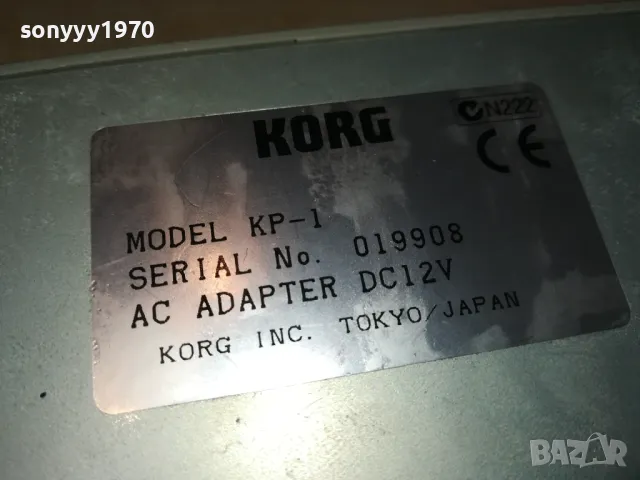 sonyyy1970
KORG
N222
CE
MODEL KP-1
SERIAL No. 019908
AC ADAPTER DC12V
KORG INC. TOKYO/JAPAN
BAZAR